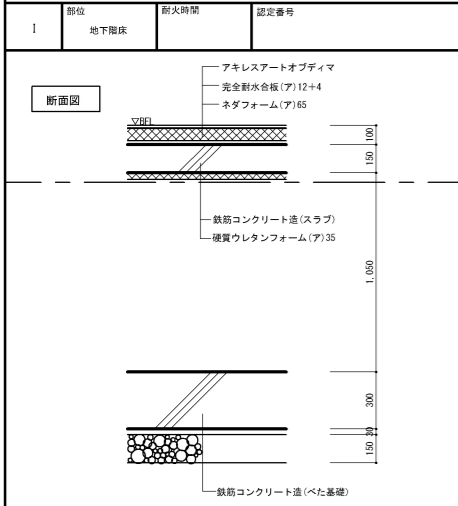 部位
耐火時間
認定番号
I
地下階床
断面図
アキレスアートオブディマ
完全耐水合板(ア)12+4
ネダフォーム(ア)65
▽BFL
100
150
鉄筋コンクリート造(スラブ)
硬質ウレタンフォーム(ア)35
1,050
300
30
150
鉄筋コンクリート造(べた基礎)